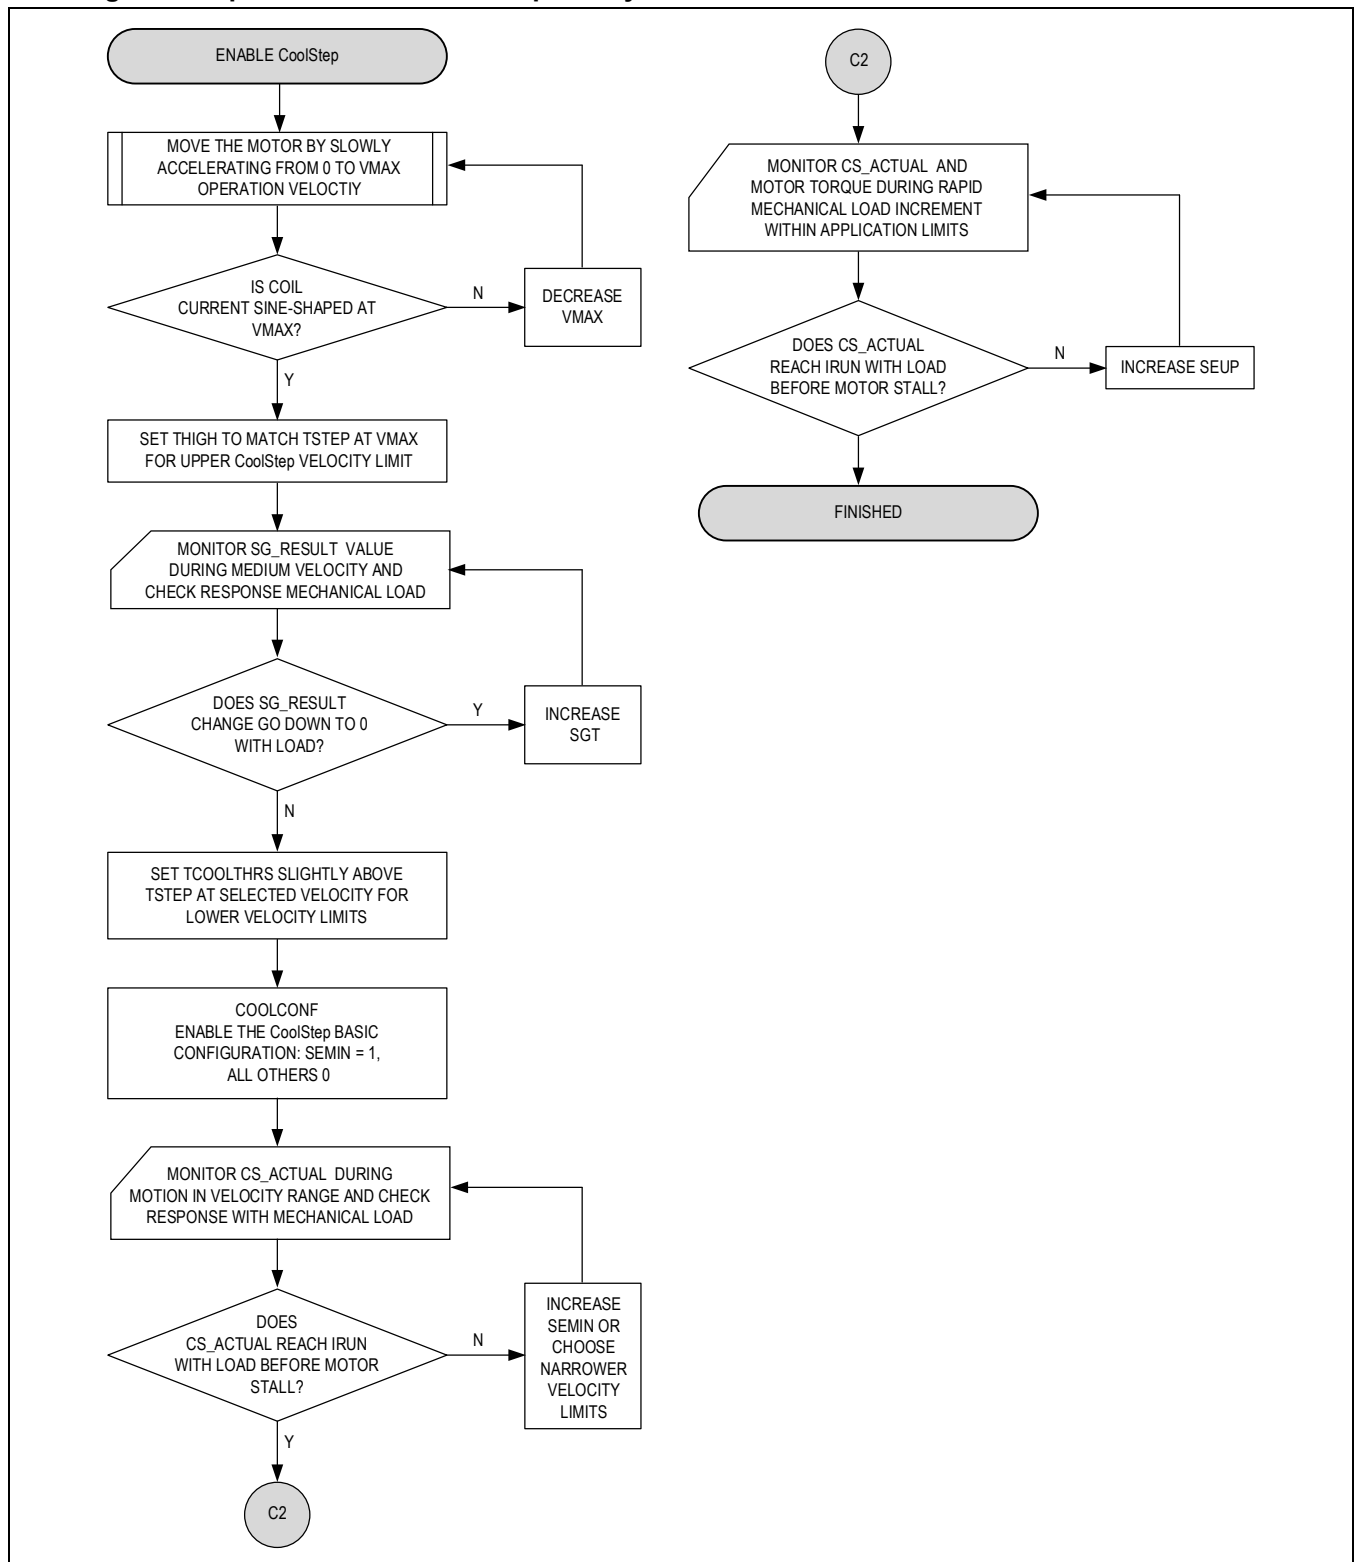 ENABLE CoolStep
MOVE THE MOTOR BY SLOWLY
ACCELERATING FROM 0 TO VMAX
OPERATION VELOCTIY
IS COIL
CURRENT SINE-SHAPED AT
VMAX?
N
DECREASE
VMAX
Y
SET THIGH TO MATCH TSTEP AT VMAX
FOR UPPER CoolStep VELOCITY LIMIT
MONITOR SG_RESULT VALUE
DURING MEDIUM VELOCITY AND
CHECK RESPONSE MECHANICAL LOAD
DOES SG_RESULT
CHANGE GO DOWN TO 0
WITH LOAD?
Y
INCREASE
SGT
N
SET TCOOLTHRS SLIGHTLY ABOVE
TSTEP AT SELECTED VELOCITY FOR
LOWER VELOCITY LIMITS
COOLCONF
ENABLE THE CoolStep BASIC
CONFIGURATION: SEMIN = 1,
ALL OTHERS 0
MONITOR CS_ACTUAL DURING
MOTION IN VELOCITY RANGE AND CHECK
RESPONSE WITH MECHANICAL LOAD
DOES
CS_ACTUAL REACH IRUN
WITH LOAD BEFORE MOTOR
STALL?
N
INCREASE
SEMIN OR
CHOOSE
NARROWER
VELOCITY
LIMITS
Y
C2
C2
MONITOR CS_ACTUAL AND
MOTOR TORQUE DURING RAPID
MECHANICAL LOAD INCREMENT
WITHIN APPLICATION LIMITS
DOES CS_ACTUAL
REACH IRUN WITH LOAD
BEFORE MOTOR STALL?
N
INCREASE SEUP
FINISHED